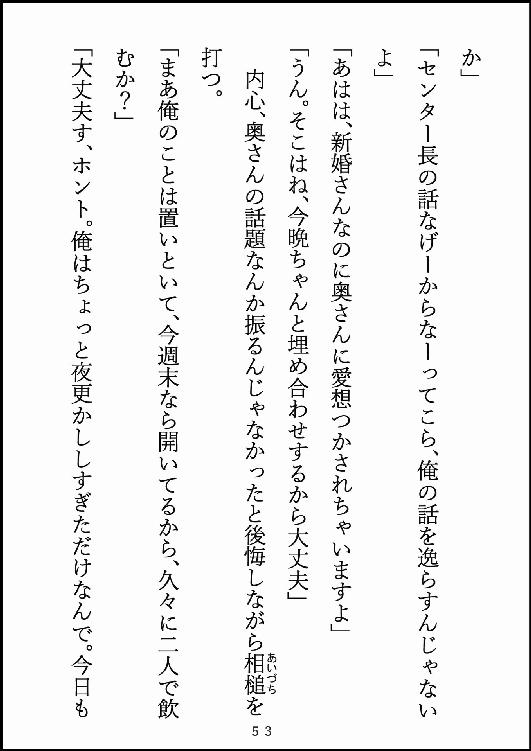 か」
「センター長の話なげーからなーってこら、俺の話を逸らすんじゃない
よ」
「あはは、新婚さんなのに奥さんに愛想つかされちゃいますよ」
「うん。そこはね、今晩ちゃんと埋め合わせするから大丈夫」
内心、奥さんの話題なんか振るんじゃなかったと後悔しながら相槌を
あいづち
打つ。
「まあ俺のことは置いといて、今週末なら開いてるから、久々に二人で飲
むか？」
「大丈夫す、ホント。俺はちょっと夜更かししすぎただけなんで。今日も
53